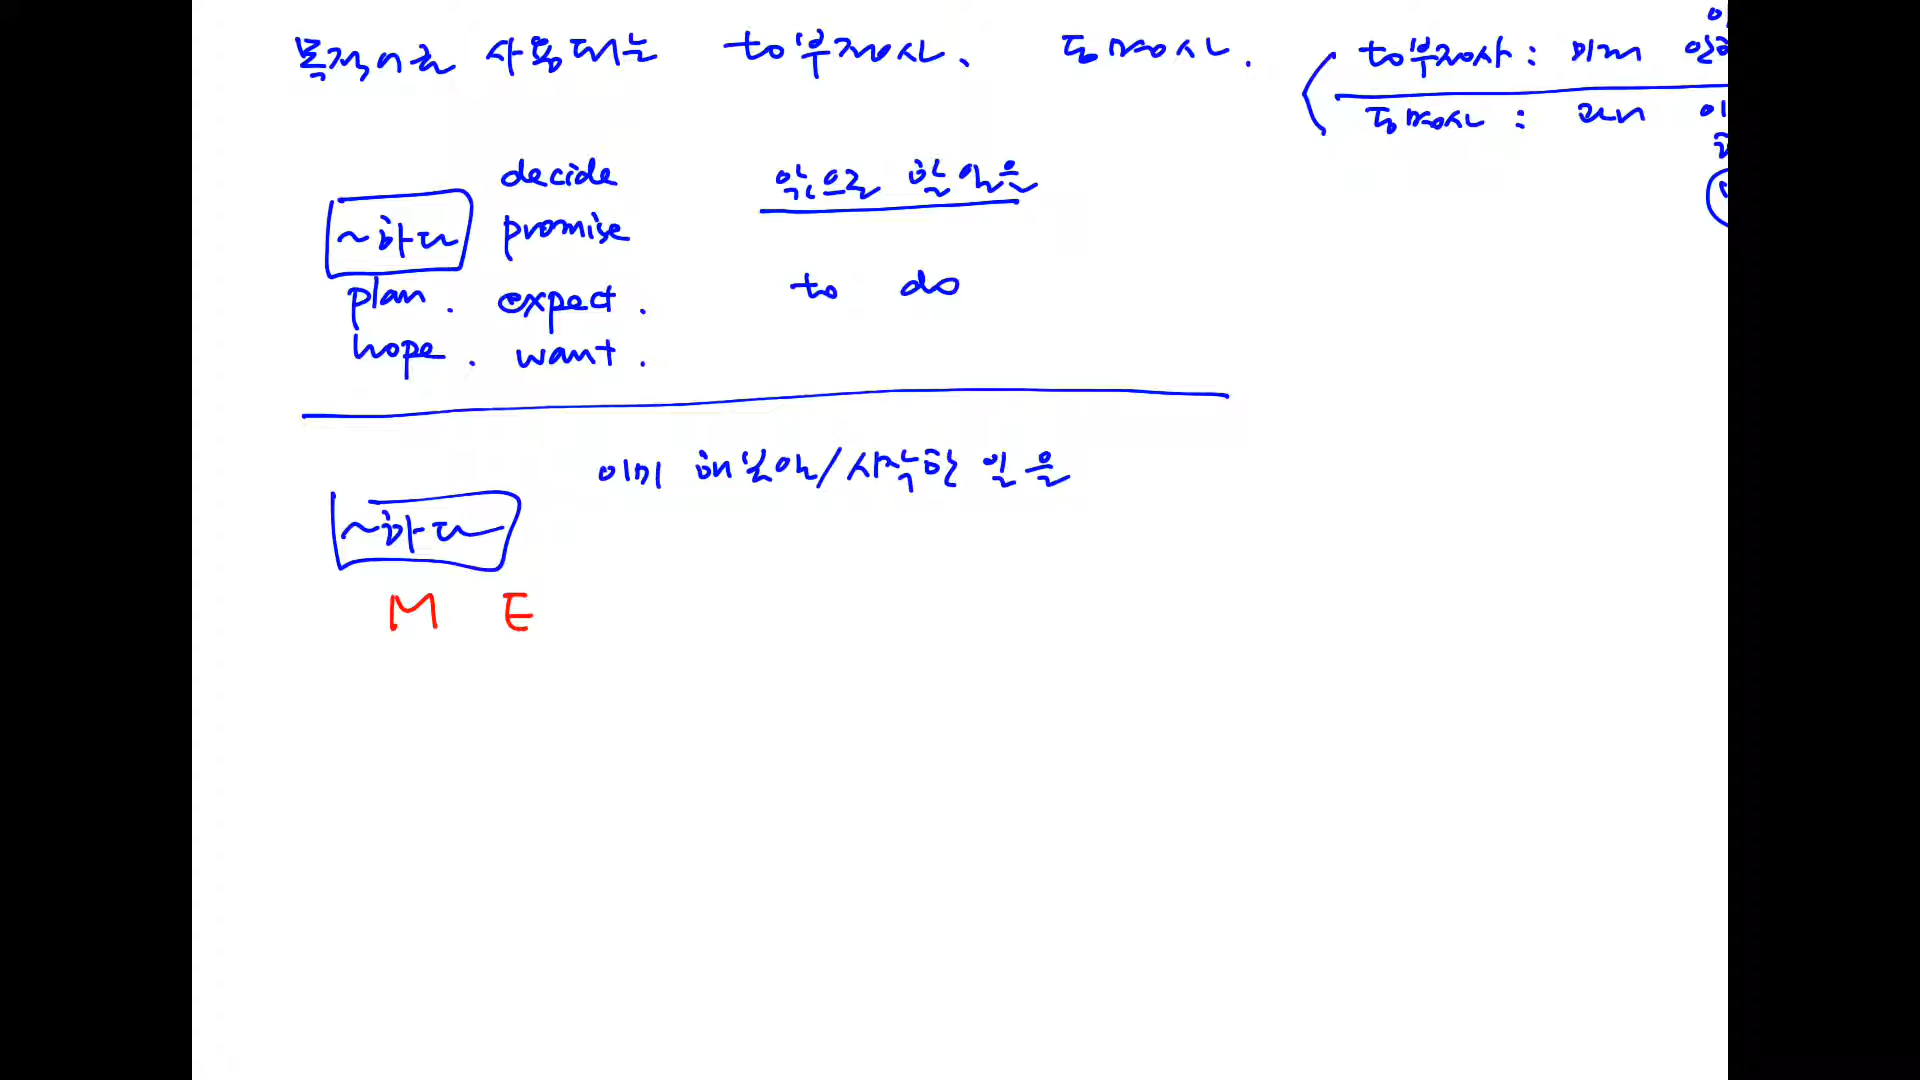 목적어로 사용되는 to부정사、 동명사.
to부정사 : 미래
동명사 : 과거
decide 앞으로 할 일을
~하다 promise
plan . expect . to do
hope . want .
이미 해보았/시작한 일을
~하다
M E